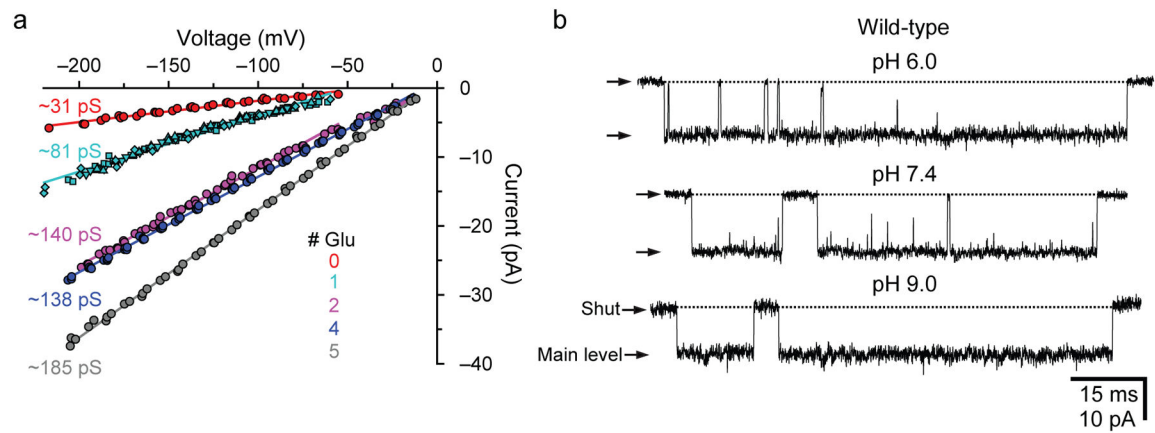 a
Voltage (mV)
−200 −150 −100 −50 0
0
−10
−20
−30
−40
Current (pA)
~31 pS
~81 pS
~140 pS
~138 pS
~185 pS
# Glu
0
1
2
4
5
b
Wild-type
pH 6.0
pH 7.4
pH 9.0
Shut
Main level
15 ms
10 pA